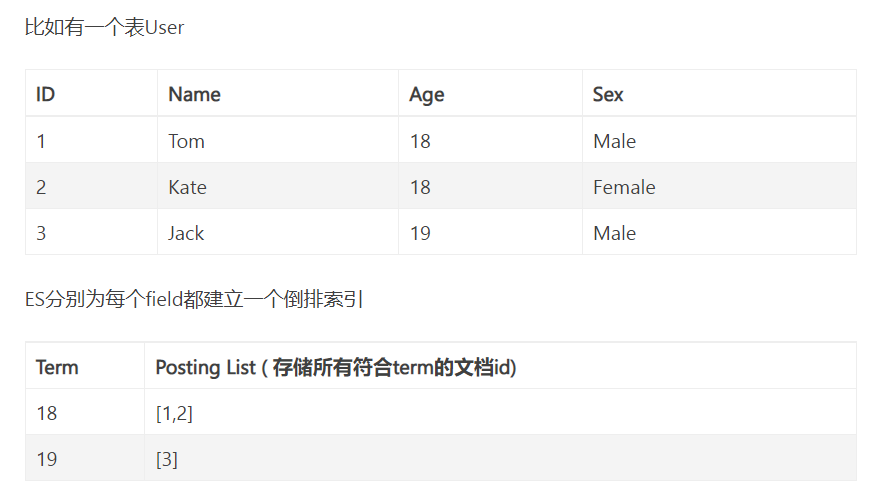 比如有一个表User
ID Name Age Sex
1 Tom 18 Male
2 Kate 18 Female
3 Jack 19 Male
ES分别为每个field都建立一个倒排索引
Term Posting List ( 存储所有符合term的文档id)
18 [1,2]
19 [3]